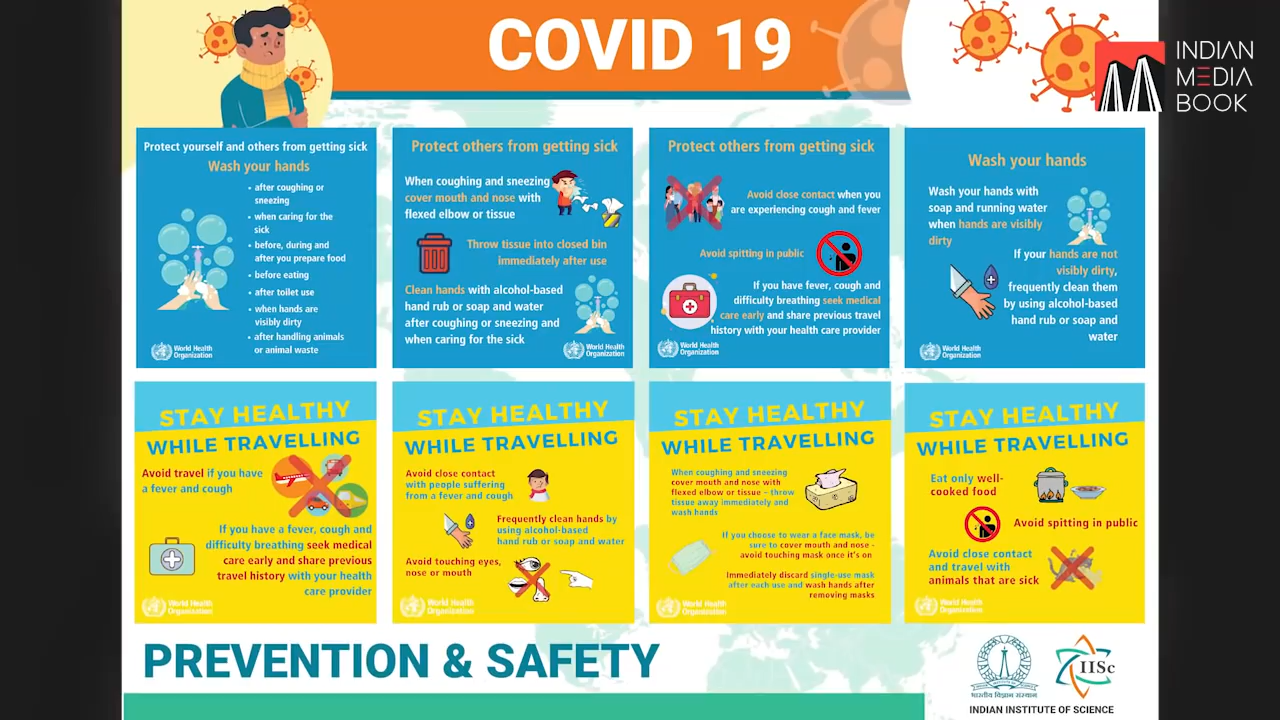 COVID 19
INDIAN
MEDIA
BOOK
Protect yourself and others from getting sick
Wash your hands
• after coughing or
sneezing
• when caring for the
sick
• before, during and
after you prepare food
• before eating
• after toilet use
• when hands are
visibly dirty
• after handling animals
or animal waste
World Health
Organization
Protect others from getting sick
When coughing and sneezing
cover mouth and nose with
flexed elbow or tissue
Throw tissue into closed bin
immediately after use
Clean hands with alcohol-based
hand rub or soap and water
after coughing or sneezing and
when caring for the sick
World Health
Organization
Protect others from getting sick
Avoid close contact when you
are experiencing cough and fever
Avoid spitting in public
If you have fever, cough and
difficulty breathing seek medical
care early and share previous travel
history with your health care provider
World Health
Organization
Wash your hands
Wash your hands with
soap and running water
when hands are visibly
dirty
If your hands are not
visibly dirty,
frequently clean them
by using alcohol-based
hand rub or soap and
water
World Health
Organization
STAY HEALTHY
WHILE TRAVELLING
Avoid travel if you have
a fever and cough
If you have a fever, cough and
difficulty breathing seek medical
care early and share previous
travel history with your health
care provider
World Health
Organization
STAY HEALTHY
WHILE TRAVELLING
Avoid close contact
with people suffering
from a fever and cough
Frequently clean hands by
using alcohol-based
hand rub or soap and water
Avoid touching eyes,
nose or mouth
World Health
Organization
STAY HEALTHY
WHILE TRAVELLING
When coughing and sneezing
cover mouth and nose with
flexed elbow or tissue - throw
tissue away immediately and
wash hands
If you choose to wear a face mask, be
sure to cover mouth and nose -
avoid touching mask once it's on
Immediately discard single-use mask
after each use and wash hands after
removing masks
World Health
Organization
STAY HEALTHY
WHILE TRAVELLING
Eat only well-
cooked food
Avoid spitting in public
Avoid close contact
and travel with
animals that are sick
World Health
Organization
PREVENTION & SAFETY
भारतीय विज्ञान संस्थान
IISc
INDIAN INSTITUTE OF SCIENCE